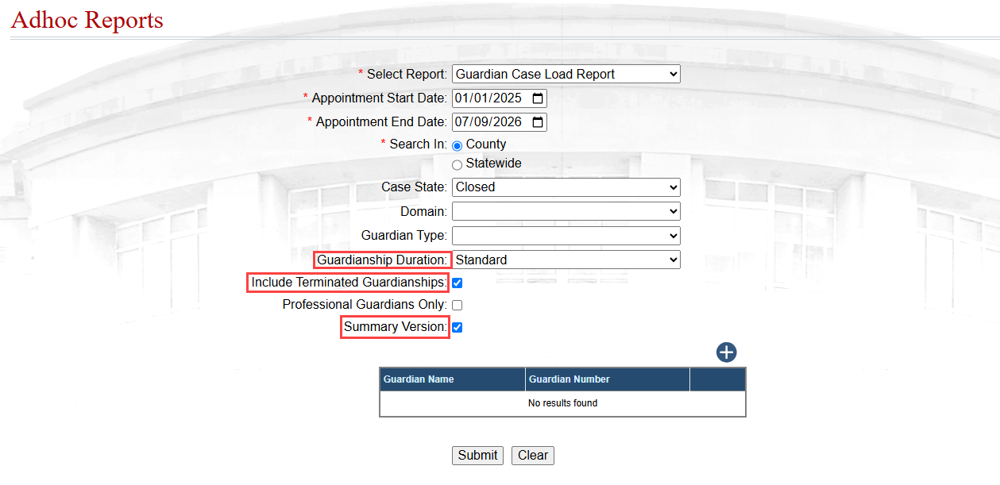 Adhoc Reports
* Select Report: Guardian Case Load Report
* Appointment Start Date: 01/01/2025
* Appointment End Date: 07/09/2026
* Search In: County
Statewide
Case State: Closed
Domain:
Guardian Type:
Guardianship Duration: Standard
Include Terminated Guardianships:
Professional Guardians Only:
Summary Version:
Guardian Name Guardian Number
No results found
Submit Clear